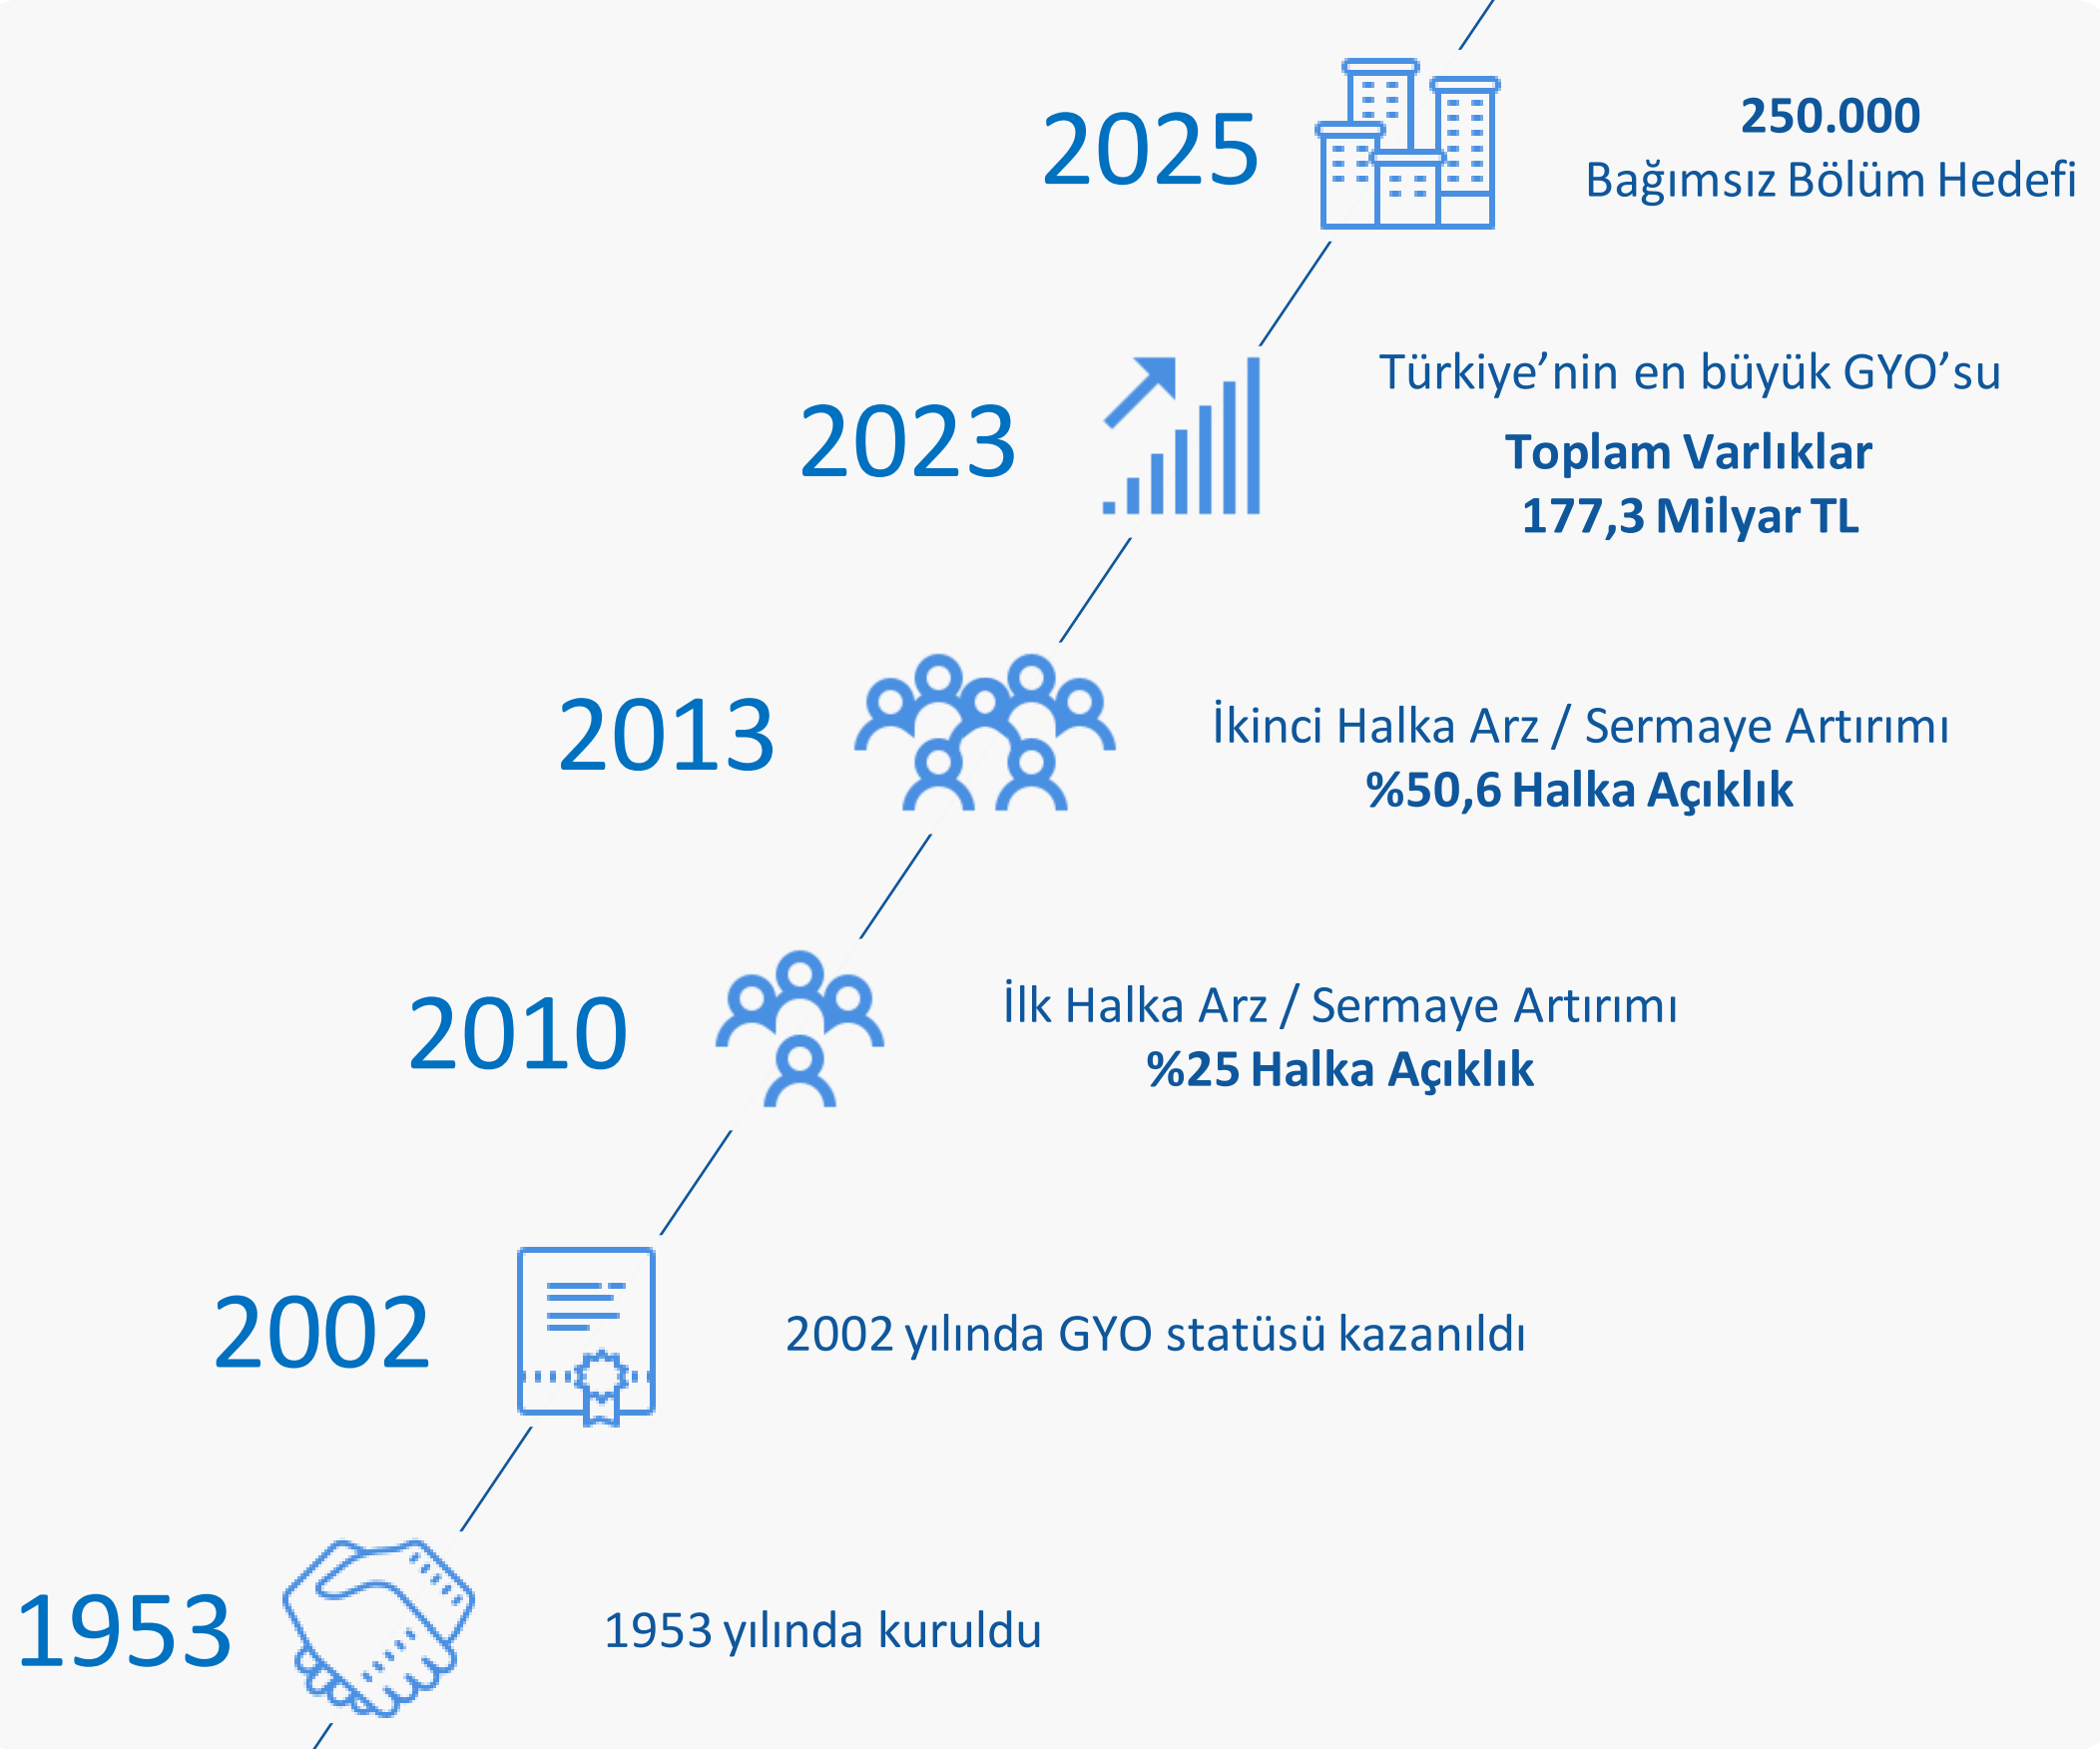 2025
250.000
Bağımsız Bölüm Hedefi
2023
Türkiye’nin en büyük GYO’su
Toplam Varlıklar
177,3 Milyar TL
2013
İkinci Halka Arz / Sermaye Artırımı
%50,6 Halka Açıklık
2010
İlk Halka Arz / Sermaye Artırımı
%25 Halka Açıklık
2002
2002 yılında GYO statüsü kazanıldı
1953
1953 yılında kuruldu